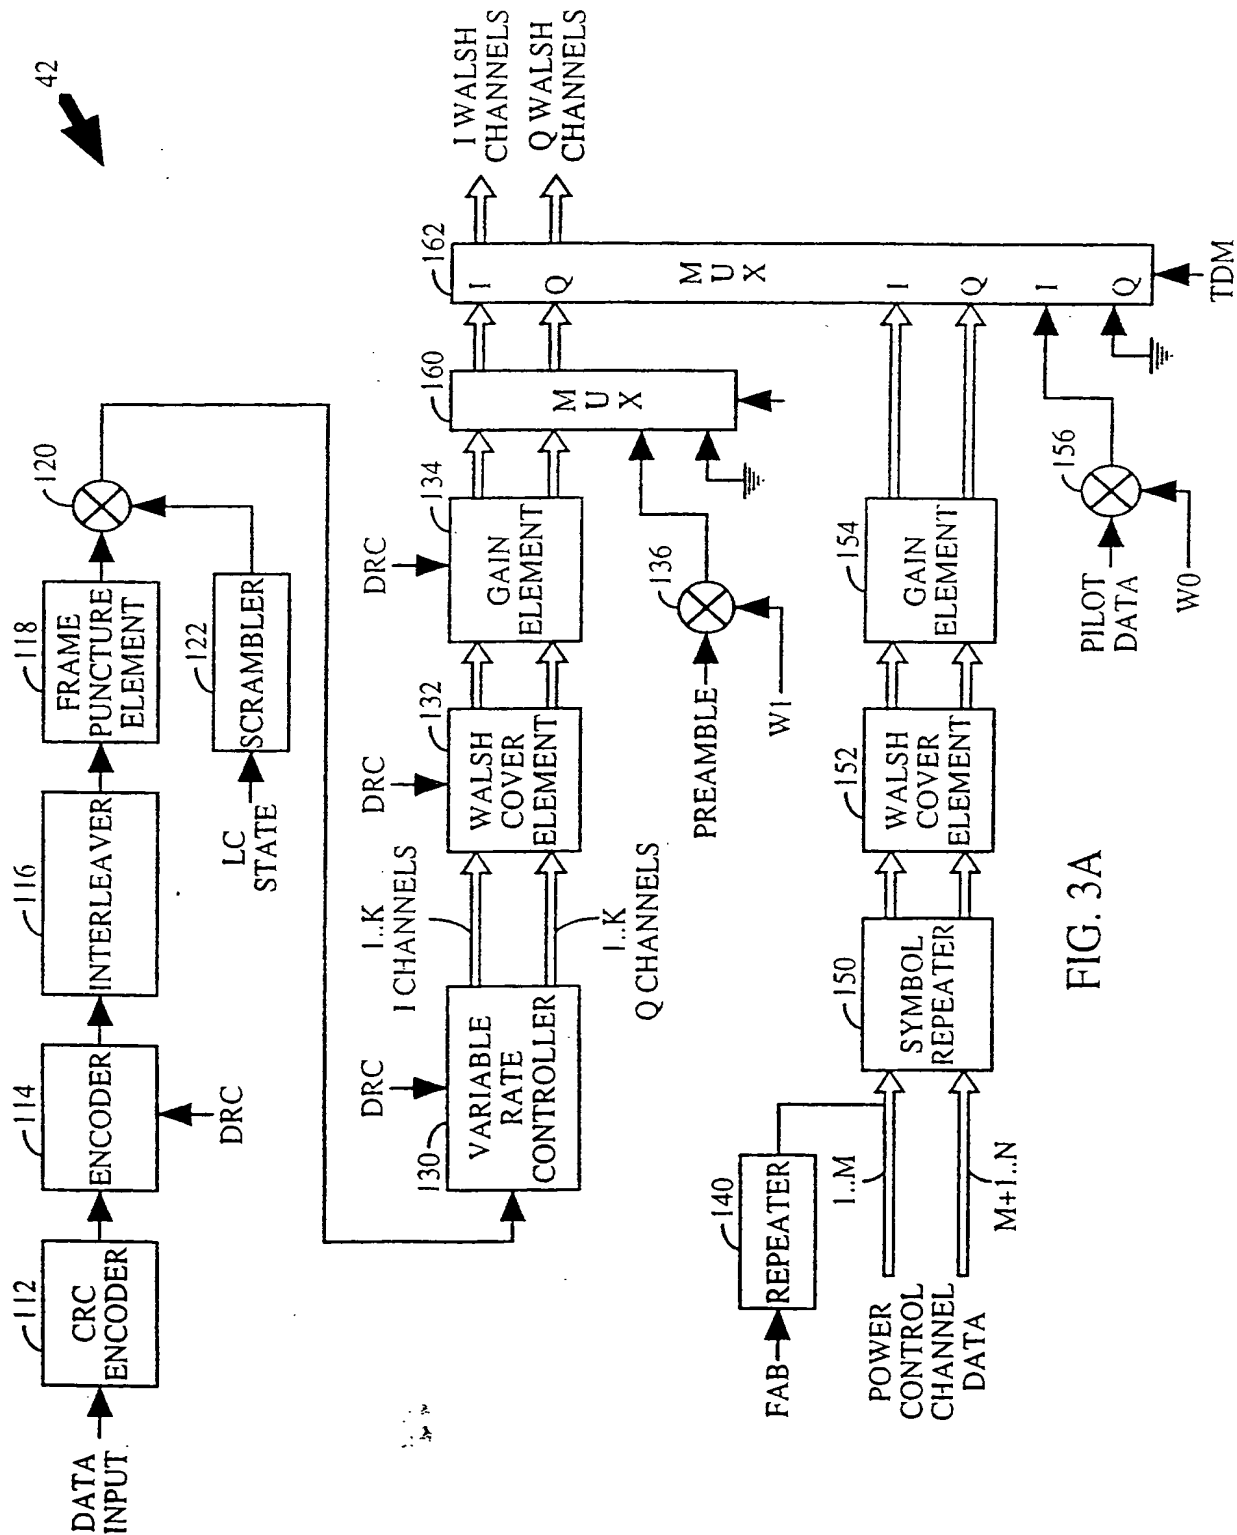 42
DATA
INPUT
112
CRC
ENCODER
114
ENCODER
DRC
116
INTERLEAVER
118
FRAME
PUNCTURE
ELEMENT
120
LC
STATE
122
SCRAMBLER
DRC
130
VARIABLE
RATE
CONTROLLER
1..K
I CHANNELS
1..K
Q CHANNELS
DRC
132
WALSH
COVER
ELEMENT
DRC
134
GAIN
ELEMENT
160
MUX
162
I
Q
MUX
I
Q
I
Q
TDM
I WALSH
CHANNELS
Q WALSH
CHANNELS
PREAMBLE
136
W1
FAB
140
REPEATER
POWER
CONTROL
CHANNEL
DATA
1..M
M+1..N
150
SYMBOL
REPEATER
152
WALSH
COVER
ELEMENT
154
GAIN
ELEMENT
PILOT
DATA
156
W0
FIG. 3A